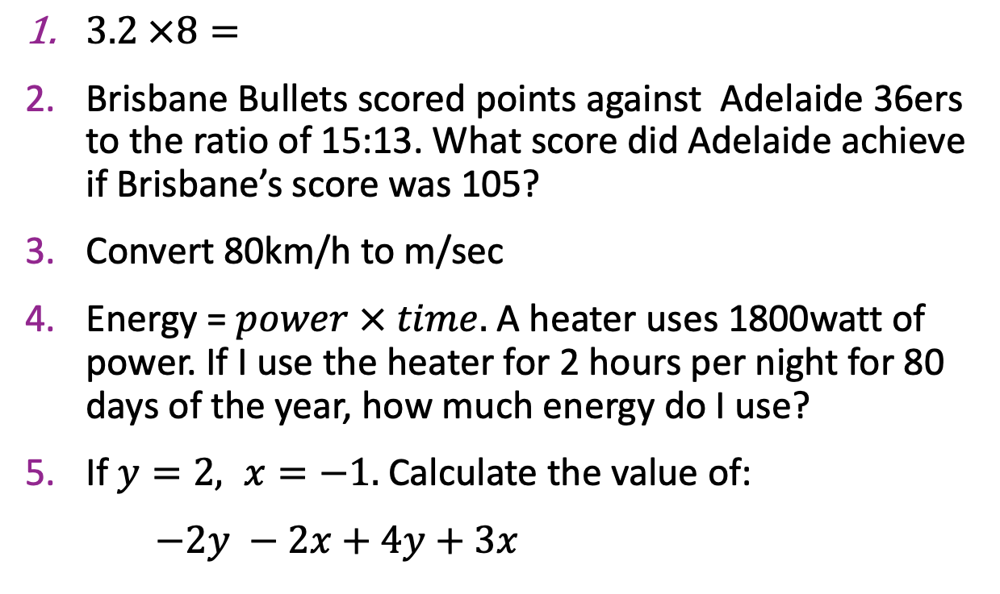 1. 3.2 ×8 =
2. Brisbane Bullets scored points against  Adelaide 36ers
to the ratio of 15:13. What score did Adelaide achieve
if Brisbane’s score was 105?
3. Convert 80km/h to m/sec
4. Energy = power × time. A heater uses 1800watt of
power. If I use the heater for 2 hours per night for 80
days of the year, how much energy do I use?
5. If y = 2, x = −1. Calculate the value of:
−2y − 2x + 4y + 3x